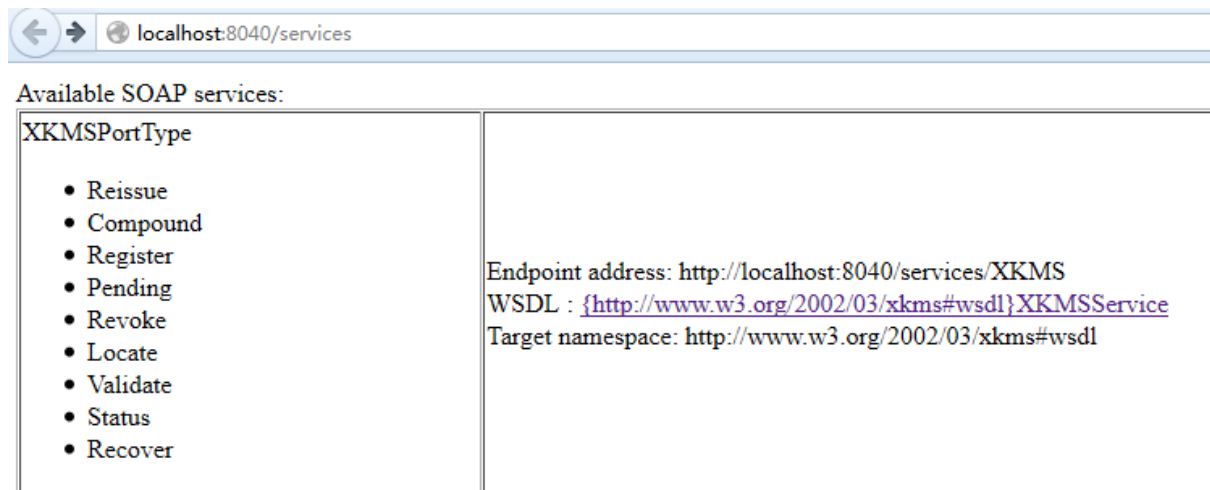 localhost:8040/services
Available SOAP services:
XKMSPortType
Reissue
Compound
Register
Pending
Revoke
Locate
Validate
Status
Recover
Endpoint address: http://localhost:8040/services/XKMS
WSDL : {http://www.w3.org/2002/03/xkms#wsdl}XKMSService
Target namespace: http://www.w3.org/2002/03/xkms#wsdl